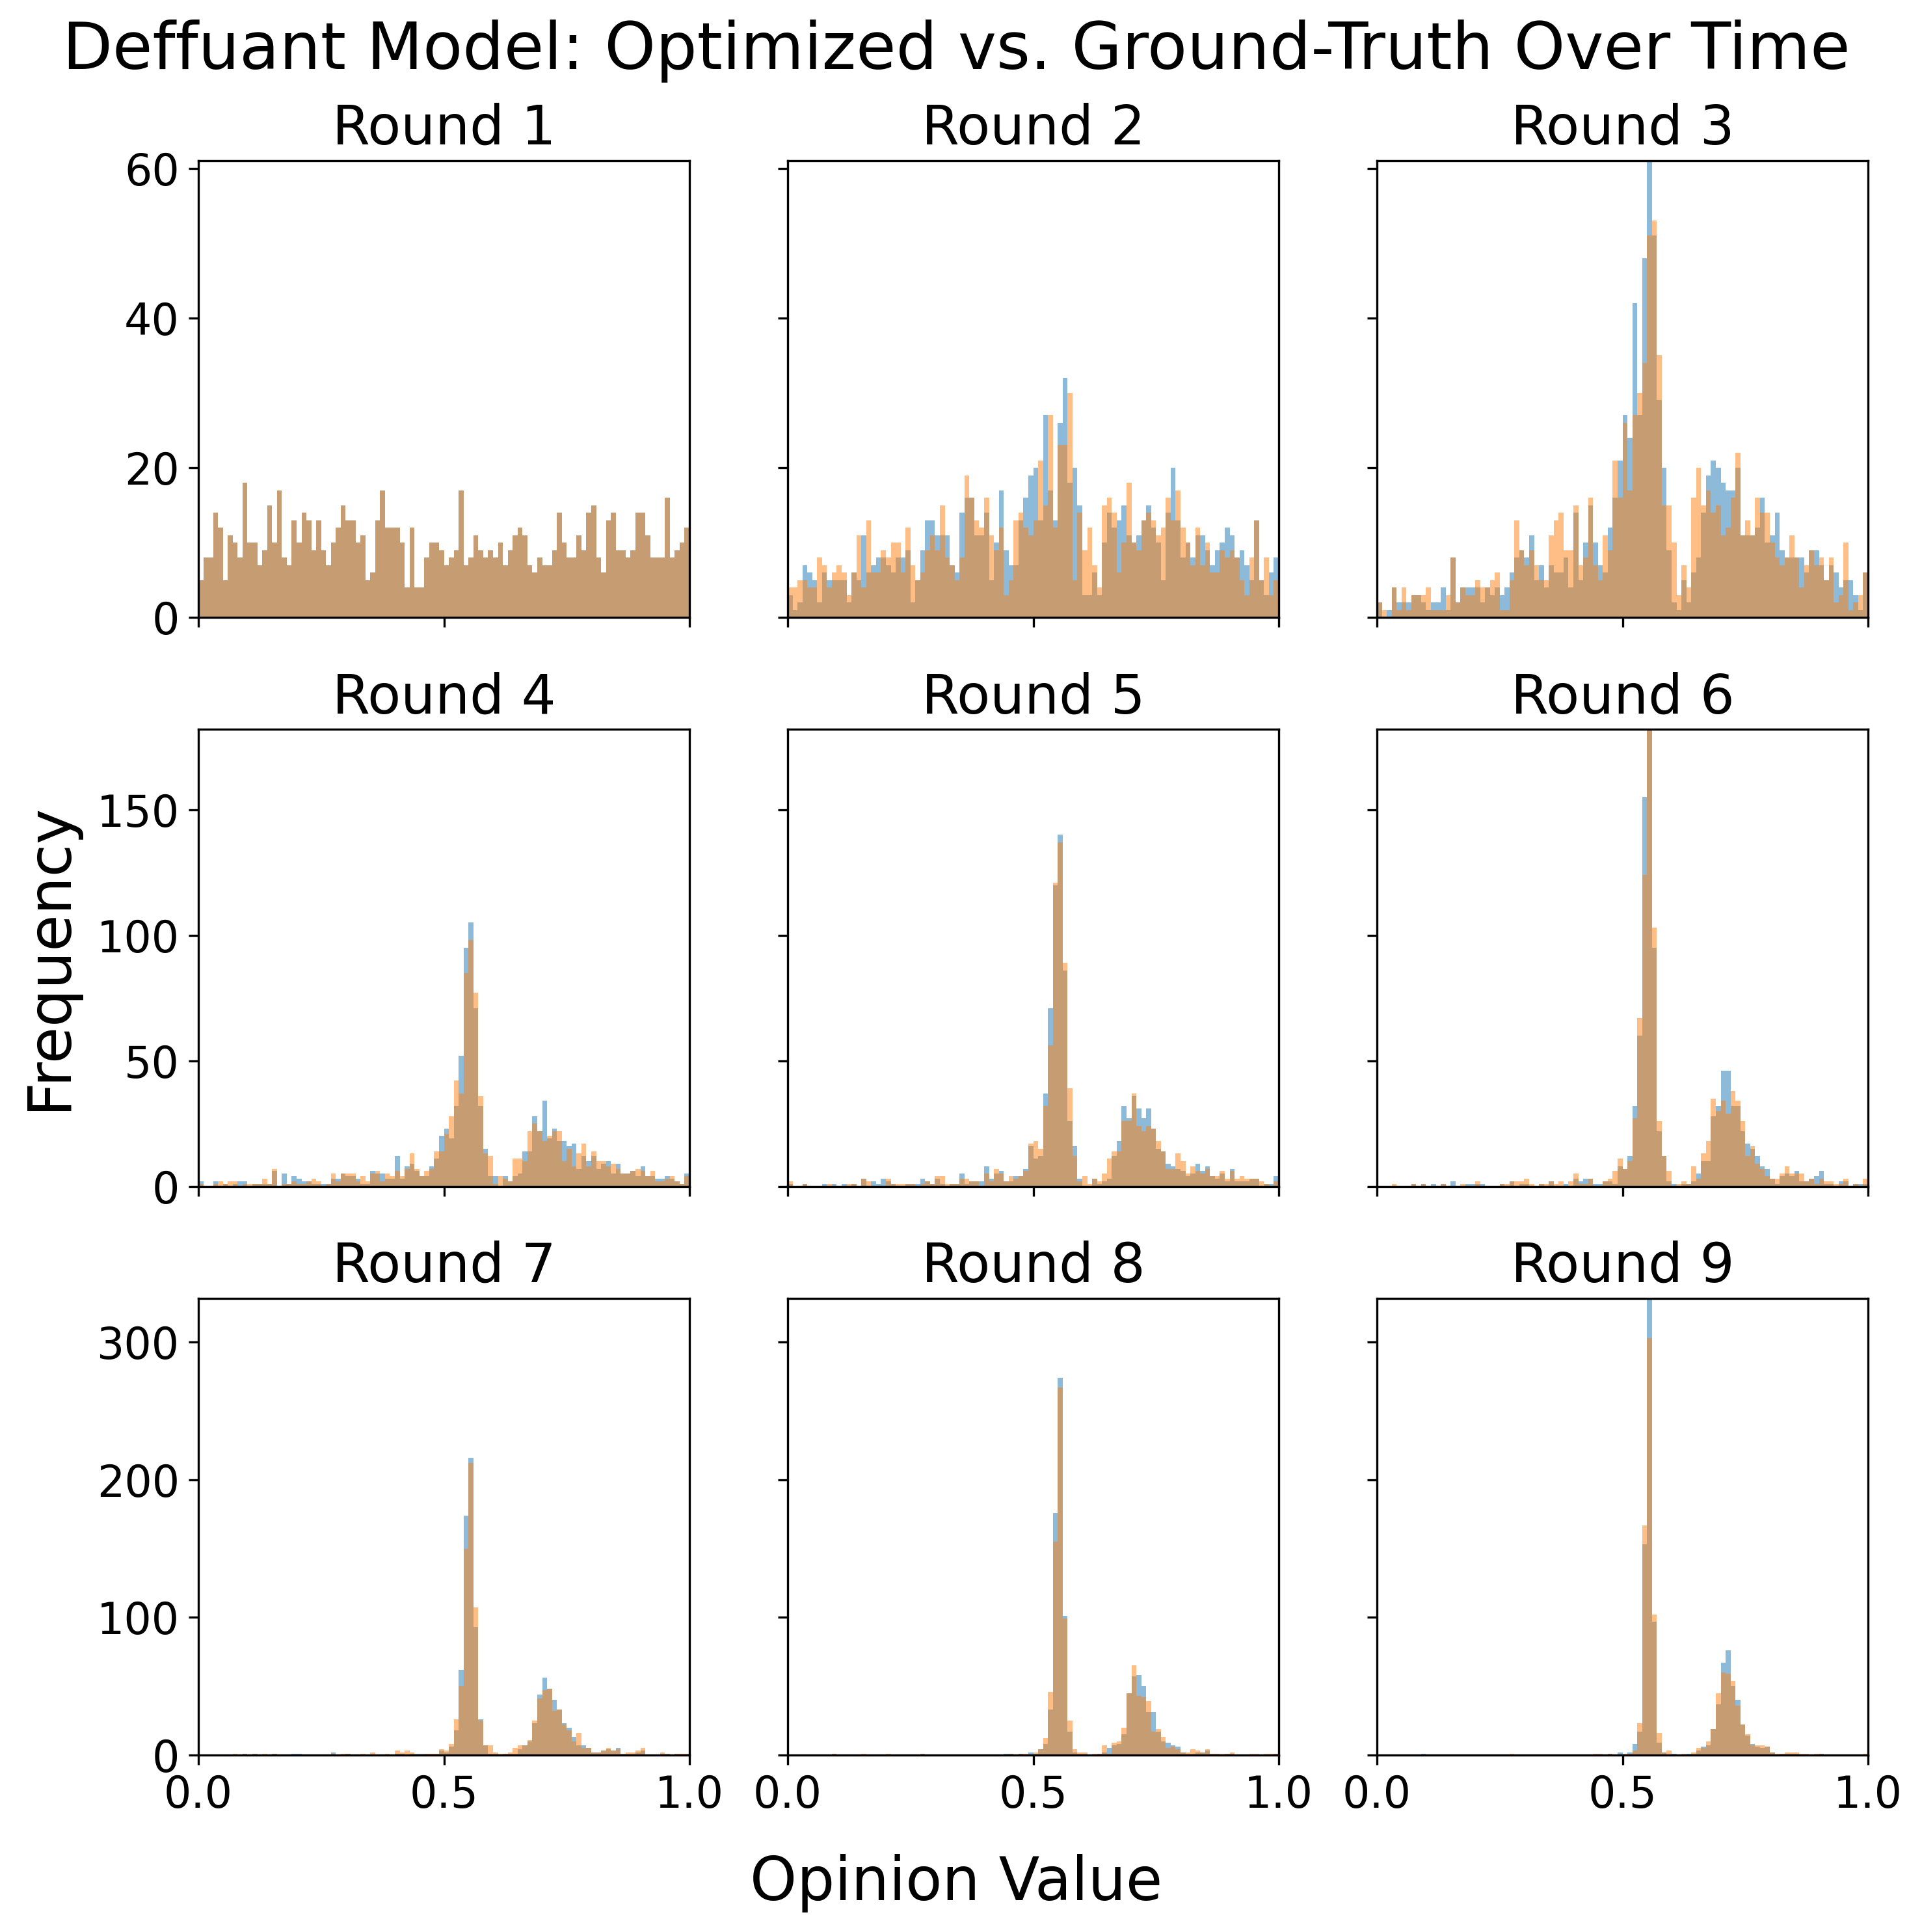 Deffuant Model: Optimized vs. Ground-Truth Over Time
Round 1
Round 2
Round 3
60
40
20
0
Round 4
Round 5
Round 6
Frequency
150
100
50
0
Round 7
Round 8
Round 9
300
200
100
0
0.0 0.5 1.0 0.0 0.5 1.0 0.0 0.5 1.0
Opinion Value